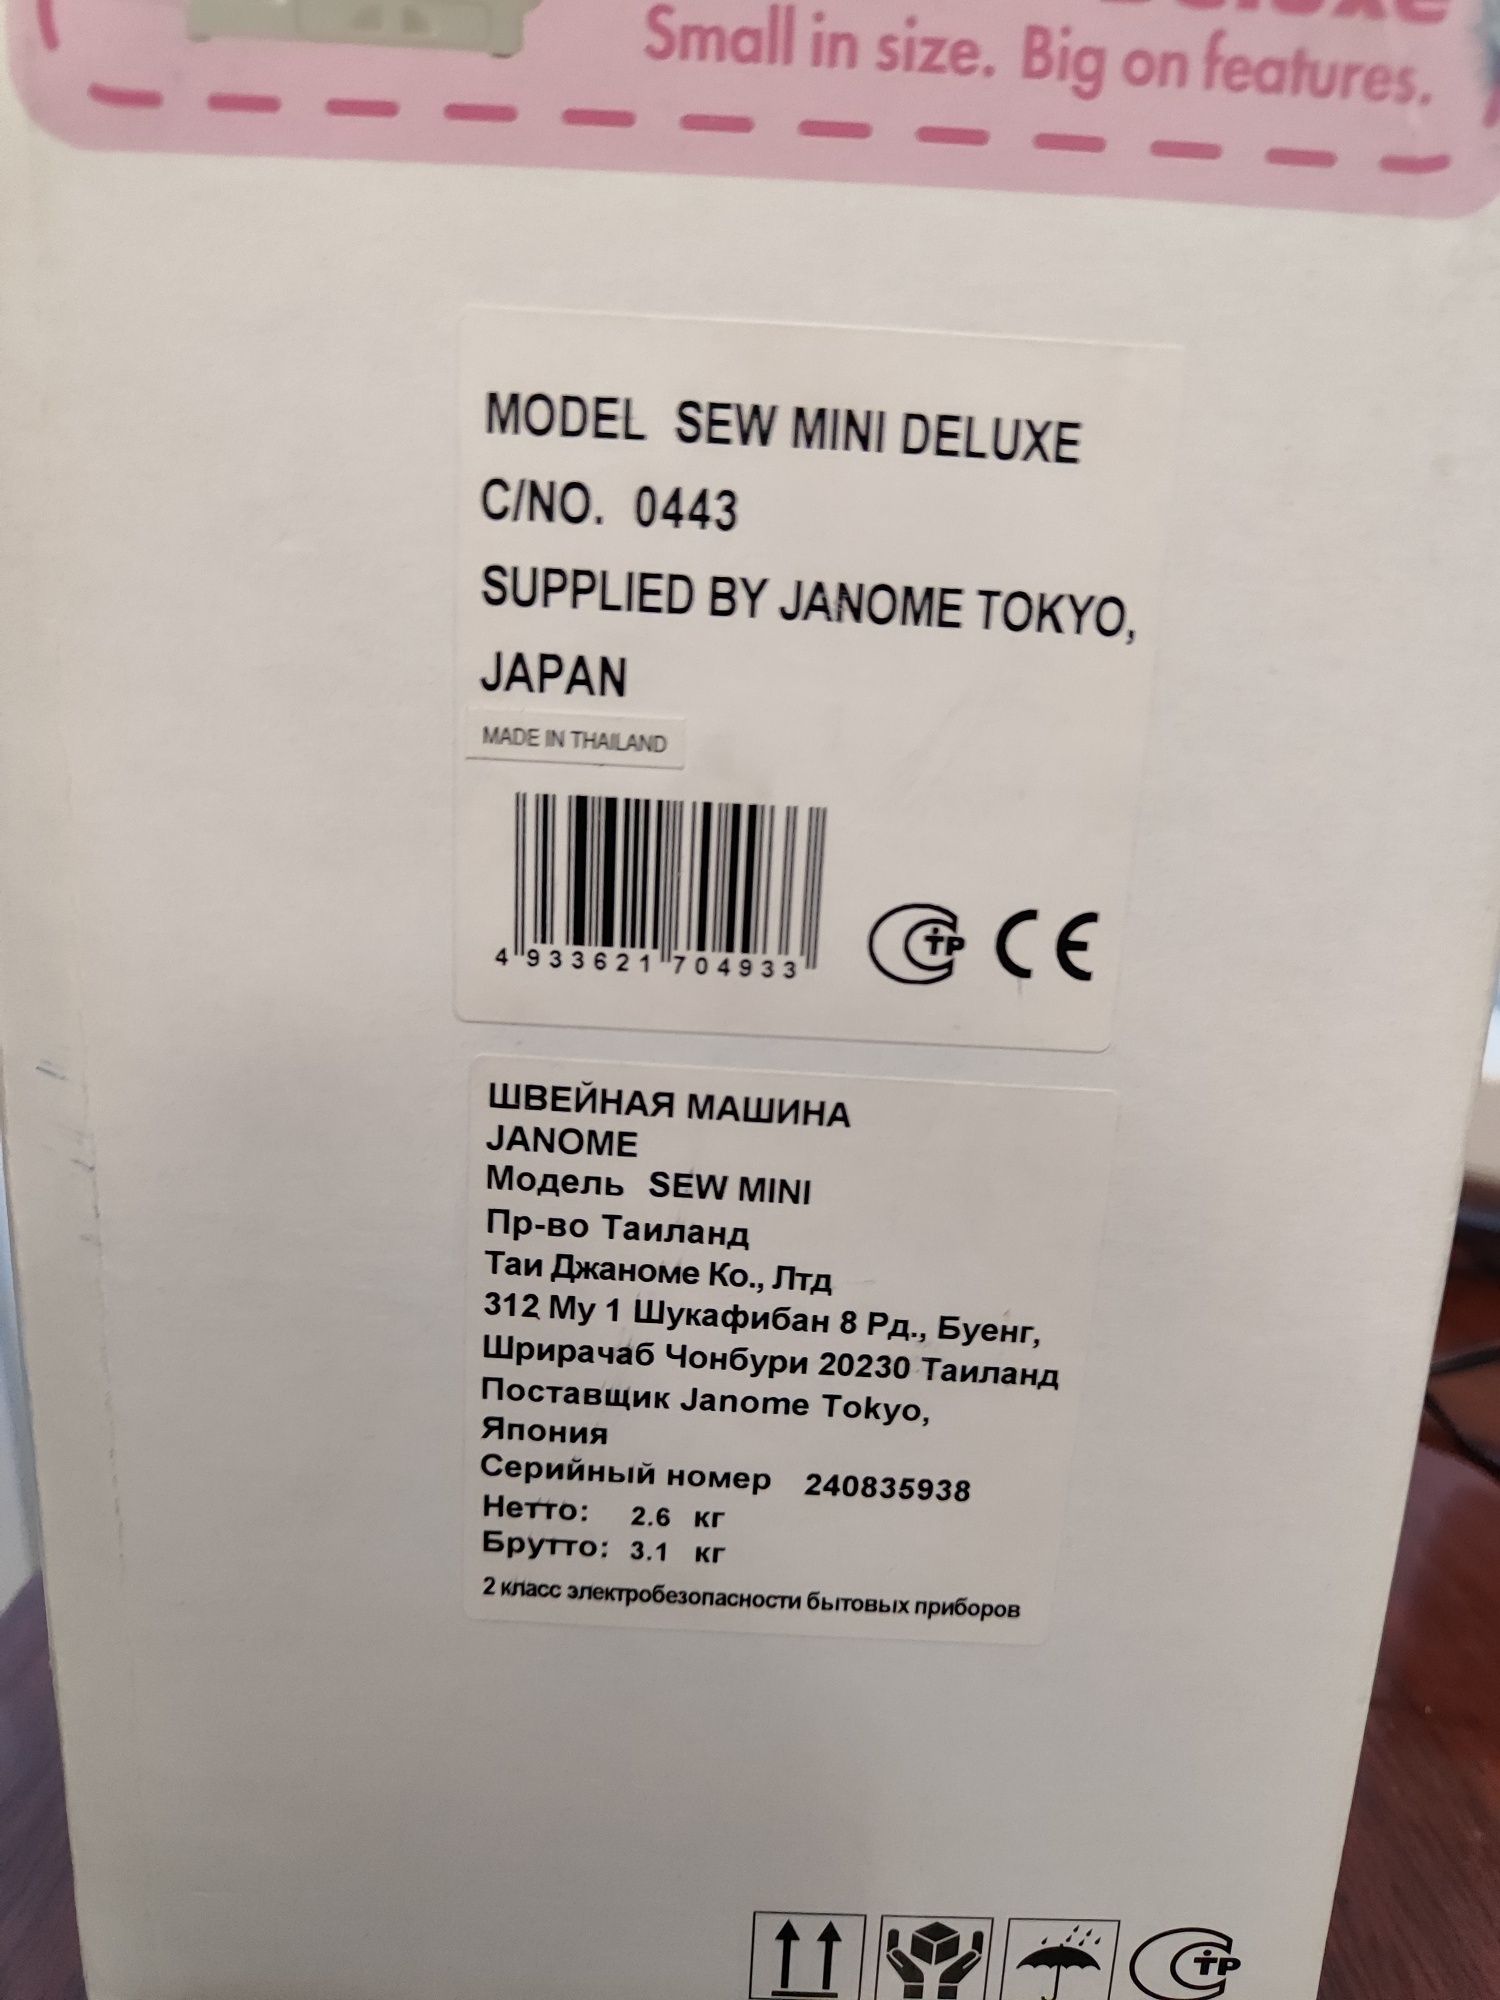 Deluxe
Small in size. Big on features.
MODEL SEW MINI DELUXE
C/NO. 0443
SUPPLIED BY JANOME TOKYO,
JAPAN
MADE IN THAILAND
4 933621 704933
СТР CE
ШВЕЙНАЯ МАШИНА
JANOME
Модель SEW MINI
Пр-во Таиланд
Таи Джаноме Ко., Лтд
312 Му 1 Шукафибан 8 Рд., Буенг,
Шрирачаб Чонбури 20230 Таиланд
Поставщик Janome Tokyo,
Япония
Серийный номер 240835938
Нетто: 2.6 кг
Брутто: 3.1 кг
2 класс электробезопасности бытовых приборов
СТР